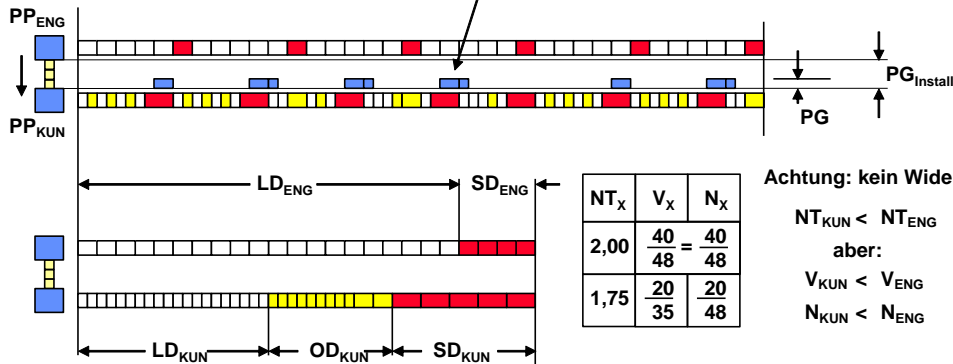 PP_ENG
PP_KUN
PG_Install
PG
LD_ENG
SD_ENG
LD_KUN
OD_KUN
SD_KUN
NT_X V_X N_X
2,00 40/48 = 40/48
1,75 20/35 20/48
Achtung: kein Wide
NT_KUN < NT_ENG
aber:
V_KUN < V_ENG
N_KUN < N_ENG